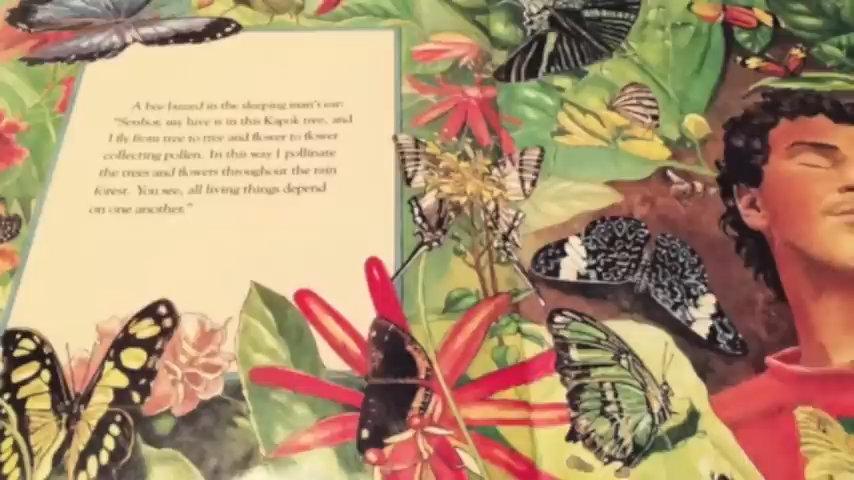 A bee buzzed in the sleeping man's ear:
"Senhor, my hive is in this Kapok tree, and
I fly from tree to tree and flower to flower
collecting pollen. In this way I pollinate
the trees and flowers throughout the rain
forest. You see, all living things depend
on one another."